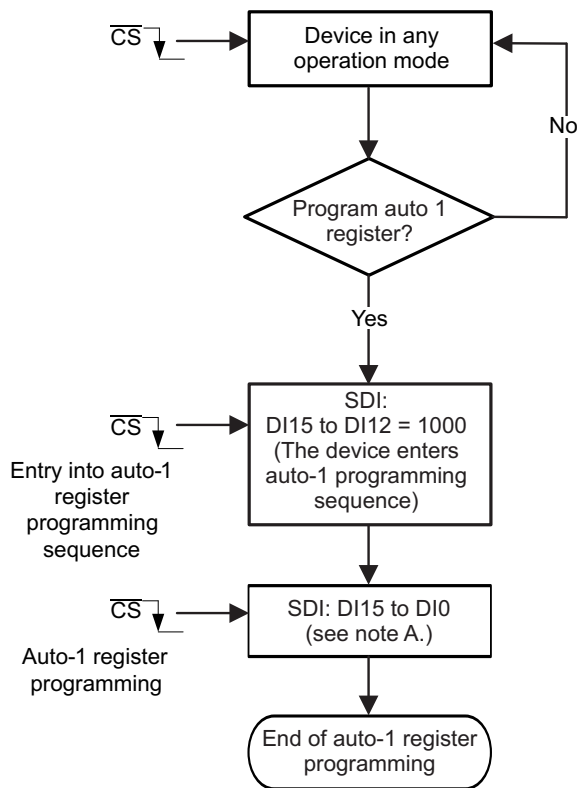 CS
Device in any
operation mode
No
Program auto 1
register?
Yes
CS
SDI:
DI15 to DI12 = 1000
(The device enters
auto-1 programming
sequence)
Entry into auto-1
register
programming
sequence
CS
SDI: DI15 to DI0
(see note A.)
Auto-1 register
programming
End of auto-1 register
programming